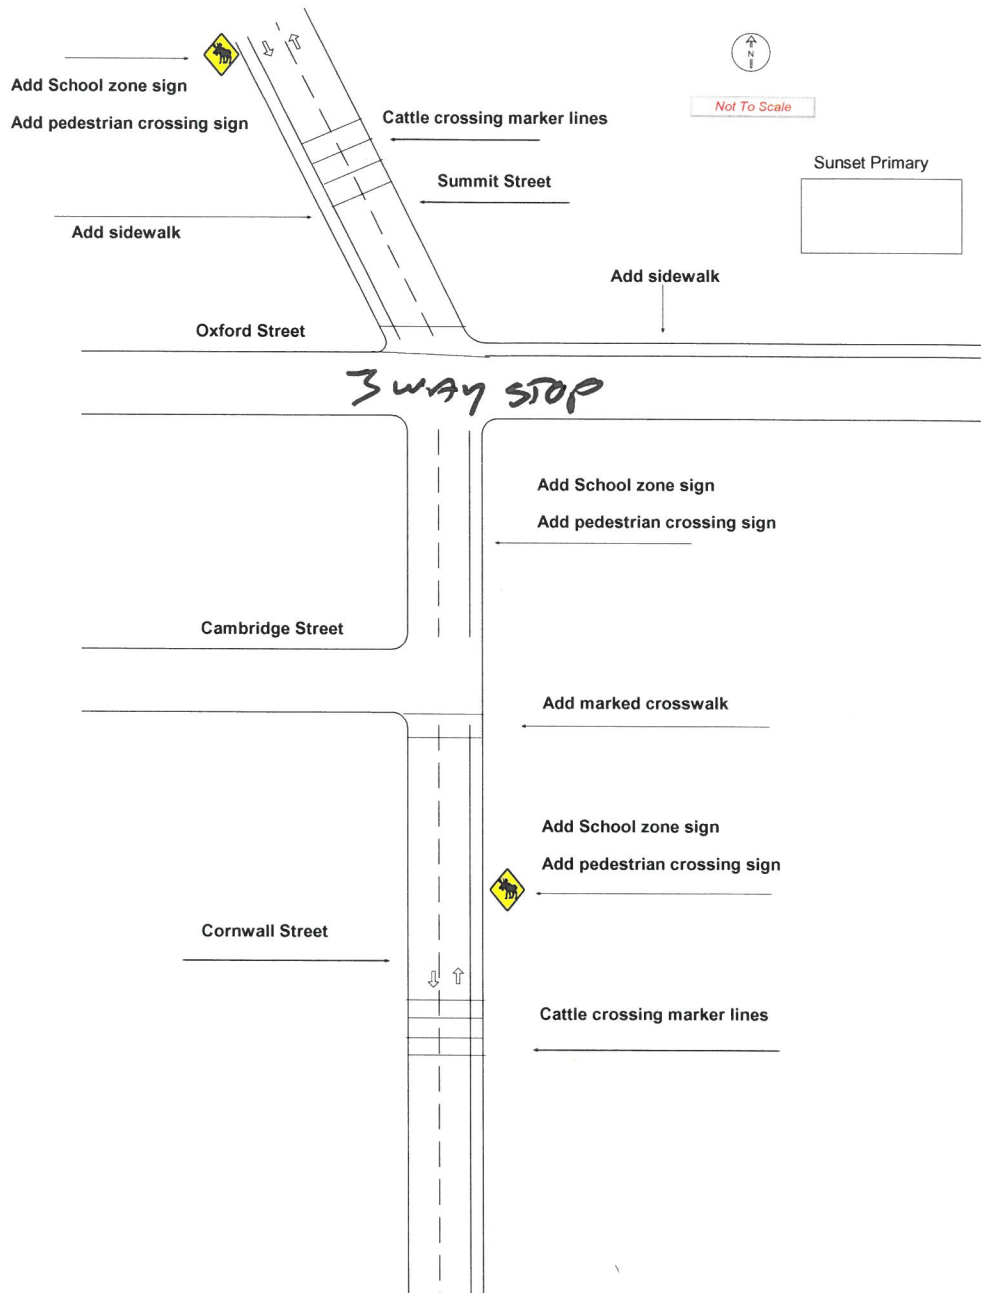 N
Not To Scale
Add School zone sign
Add pedestrian crossing sign
Cattle crossing marker lines
Sunset Primary
Summit Street
Add sidewalk
Add sidewalk
Oxford Street
3 WAY STOP
Add School zone sign
Add pedestrian crossing sign
Cambridge Street
Add marked crosswalk
Add School zone sign
Add pedestrian crossing sign
Cornwall Street
Cattle crossing marker lines